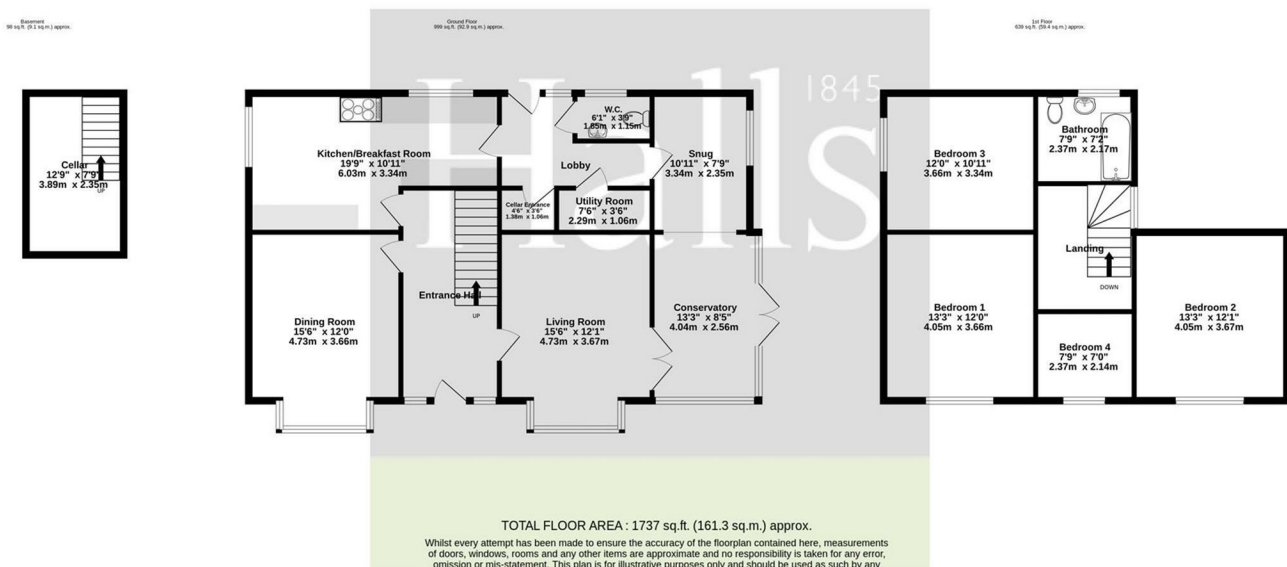 Basement
98 sq.ft. (9.1 sq.m.) approx.
Ground Floor
999 sq.ft. (92.9 sq.m.) approx.
1st Floor
639 sq.ft. (59.4 sq.m.) approx.
Halls
1845
Cellar
12'9" x 7'9"
3.89m x 2.35m
UP
Kitchen/Breakfast Room
19'9" x 10'11"
6.03m x 3.34m
W.C.
6'1" x 3'9"
1.85m x 1.15m
Lobby
Snug
10'11" x 7'9"
3.34m x 2.35m
Cellar Entrance
4'6" x 3'6"
1.38m x 1.06m
Utility Room
7'6" x 3'6"
2.29m x 1.06m
Entrance Hall
UP
Dining Room
15'6" x 12'0"
4.73m x 3.66m
Living Room
15'6" x 12'1"
4.73m x 3.67m
Conservatory
13'3" x 8'5"
4.04m x 2.56m
Bedroom 3
12'0" x 10'11"
3.66m x 3.34m
Bathroom
7'9" x 7'2"
2.37m x 2.17m
Landing
DOWN
Bedroom 1
13'3" x 12'0"
4.05m x 3.66m
Bedroom 4
7'9" x 7'0"
2.37m x 2.14m
Bedroom 2
13'3" x 12'1"
4.05m x 3.67m
TOTAL FLOOR AREA : 1737 sq.ft. (161.3 sq.m.) approx.
Whilst every attempt has been made to ensure the accuracy of the floorplan contained here, measurements
of doors, windows, rooms and any other items are approximate and no responsibility is taken for any error,
omission or mis-statement. This plan is for illustrative purposes only and should be used as such by any